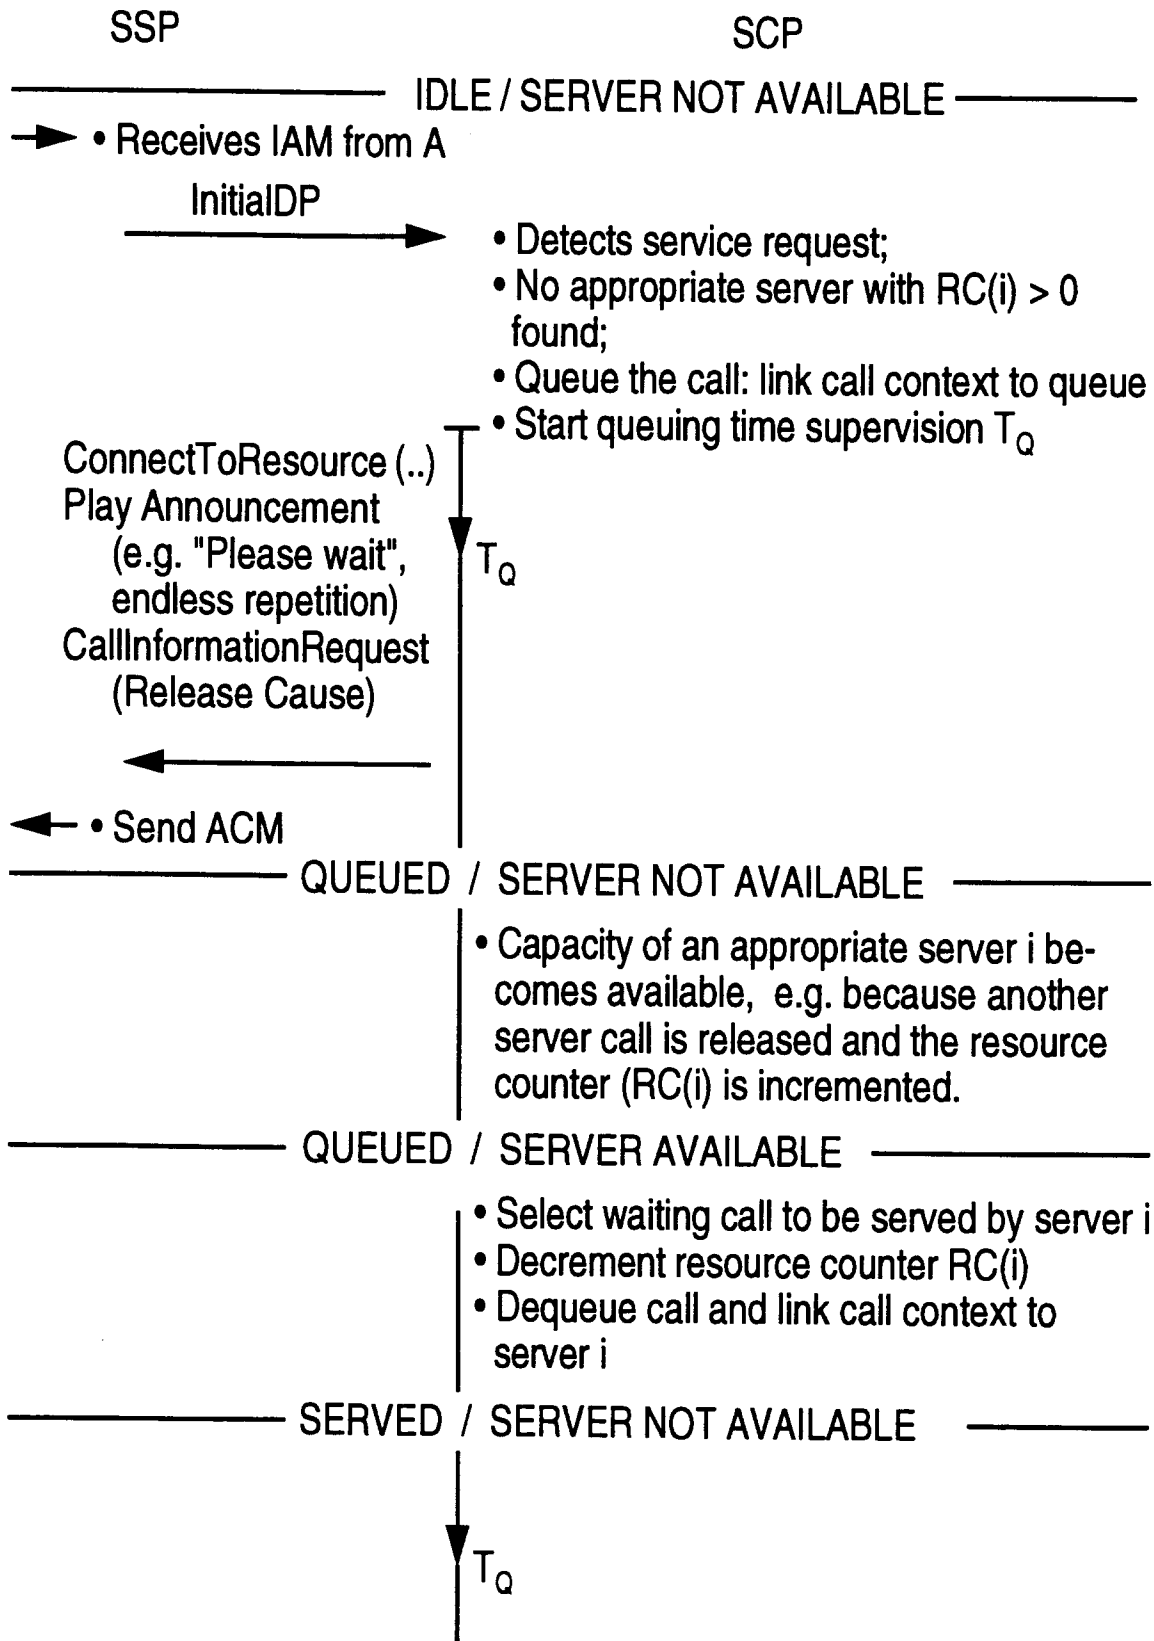 SSP
SCP
IDLE / SERVER NOT AVAILABLE
• Receives IAM from A
InitialDP
• Detects service request;
• No appropriate server with RC(i) > 0
found;
• Queue the call: link call context to queue
• Start queuing time supervision TQ
ConnectToResource (..)
Play Announcement
(e.g. "Please wait",
endless repetition)
CallInformationRequest
(Release Cause)
TQ
• Send ACM
QUEUED / SERVER NOT AVAILABLE
• Capacity of an appropriate server i be-
comes available, e.g. because another
server call is released and the resource
counter (RC(i) is incremented.
QUEUED / SERVER AVAILABLE
• Select waiting call to be served by server i
• Decrement resource counter RC(i)
• Dequeue call and link call context to
server i
SERVED / SERVER NOT AVAILABLE
TQ